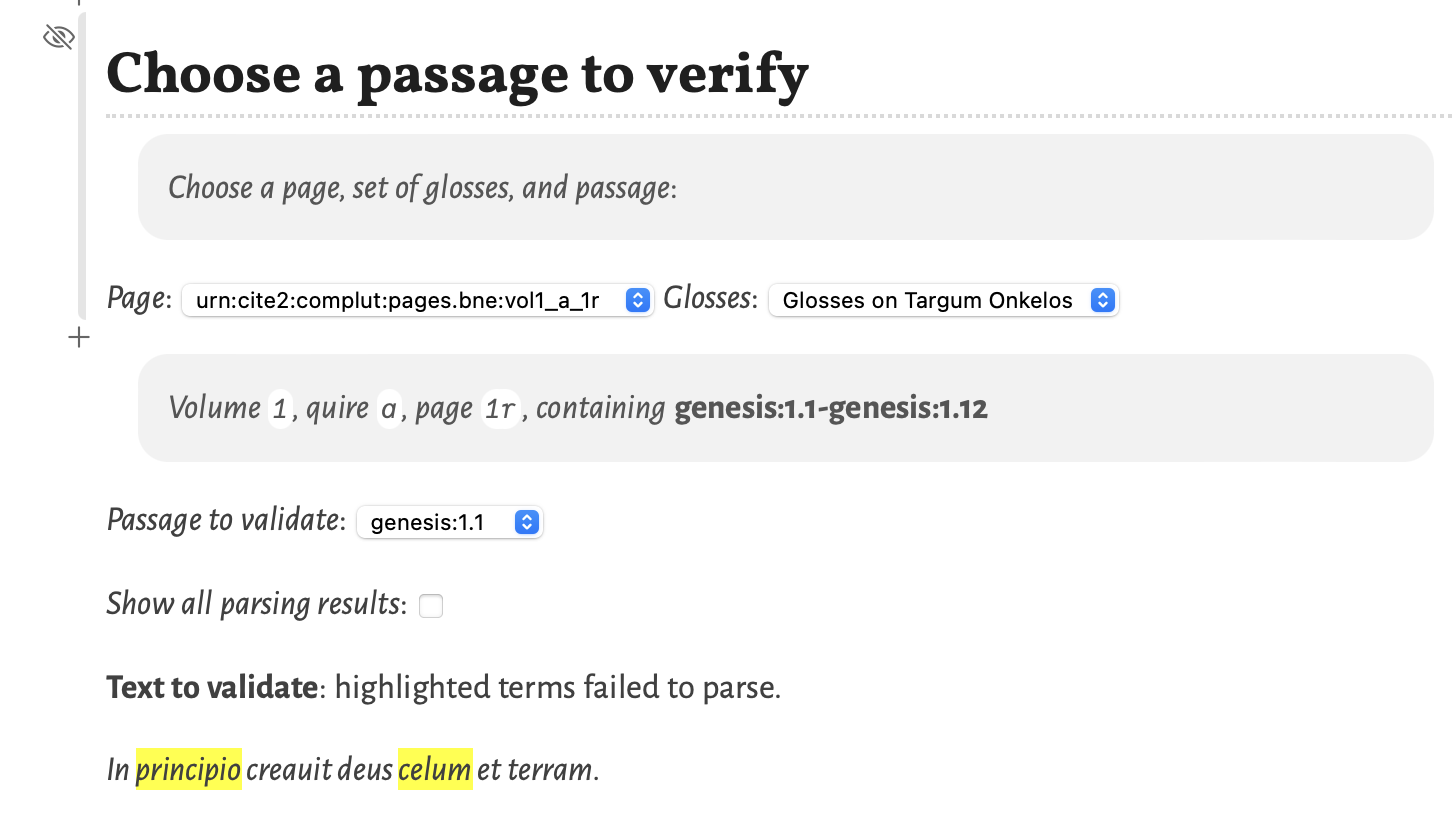 Choose a passage to verify
Choose a page, set of glosses, and passage:
Page: urn:cite2:complut:pages.bne:vol1_a_1r Glosses: Glosses on Targum Onkelos
Volume 1, quire a, page 1r, containing genesis:1.1-genesis:1.12
Passage to validate: genesis:1.1
Show all parsing results:
Text to validate: highlighted terms failed to parse.
In principio creauit deus celum et terram.